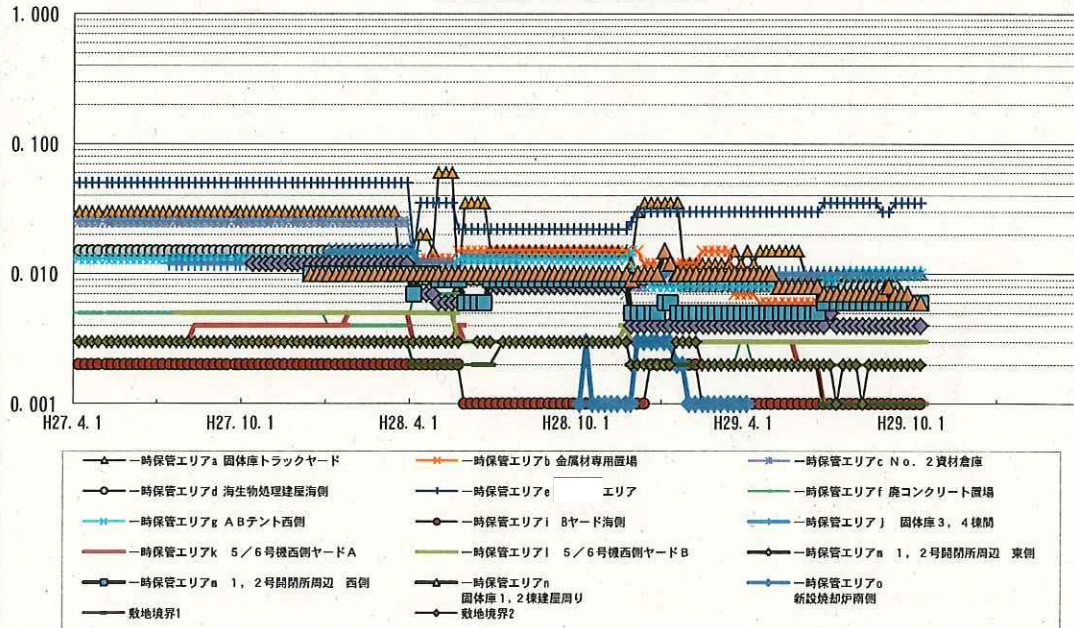 1.000
0.100
0.010
0.001
H27.4.1 H27.10.1 H28.4.1 H28.10.1 H29.4.1 H29.10.1
一時保管エリアa 固体庫トラックヤード 一時保管エリアb 金属材専用置場 一時保管エリアc No.2資材倉庫
一時保管エリアd 海生物処理建屋海側 一時保管エリアe エリア 一時保管エリアf 廃コンクリート置場
一時保管エリアg ABテント西側 一時保管エリアi Bヤード海側 一時保管エリアj 固体庫3,4棟間
一時保管エリアk 5/6号機西側ヤードA 一時保管エリアl 5/6号機西側ヤードB 一時保管エリアm 1,2号開閉所周辺 東側
一時保管エリアm 1,2号開閉所周辺 西側 一時保管エリアn 一時保管エリアo
固体庫1,2棟建屋周り 新設焼却炉南側
敷地境界1 敷地境界2